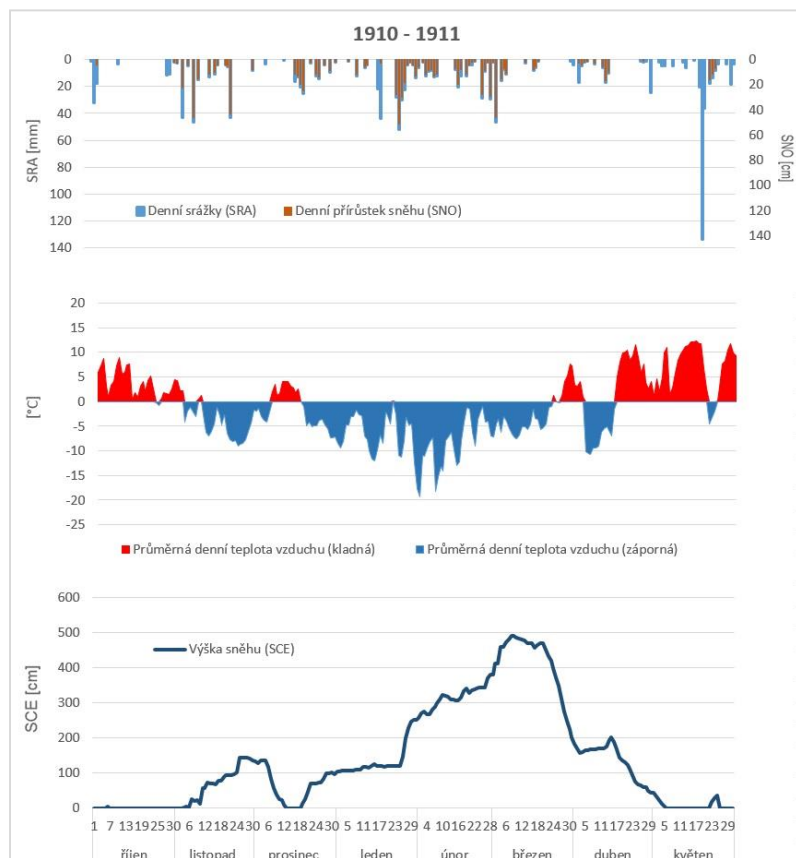 1910 - 1911
0 0
20 20
40 40
60 60
80 80
100 100
120 120
140 140
SRA [mm]
SNO [cm]
Denní srážky (SRA) Denní přírůstek sněhu (SNO)
20
15
10
5
0
-5
-10
-15
-20
-25
[°C]
Průměrná denní teplota vzduchu (kladná) Průměrná denní teplota vzduchu (záporná)
600
500
400
300
200
100
0
SCE [cm]
Výška sněhu (SCE)
1 7 13 19 25 30 6 12 18 24 30 6 12 18 24 30 5 11 17 23 29 4 10 16 22 28 6 12 18 24 30 5 11 17 23 29 5 11 17 23 29
říjen listopad prosinec leden únor březen duben květen